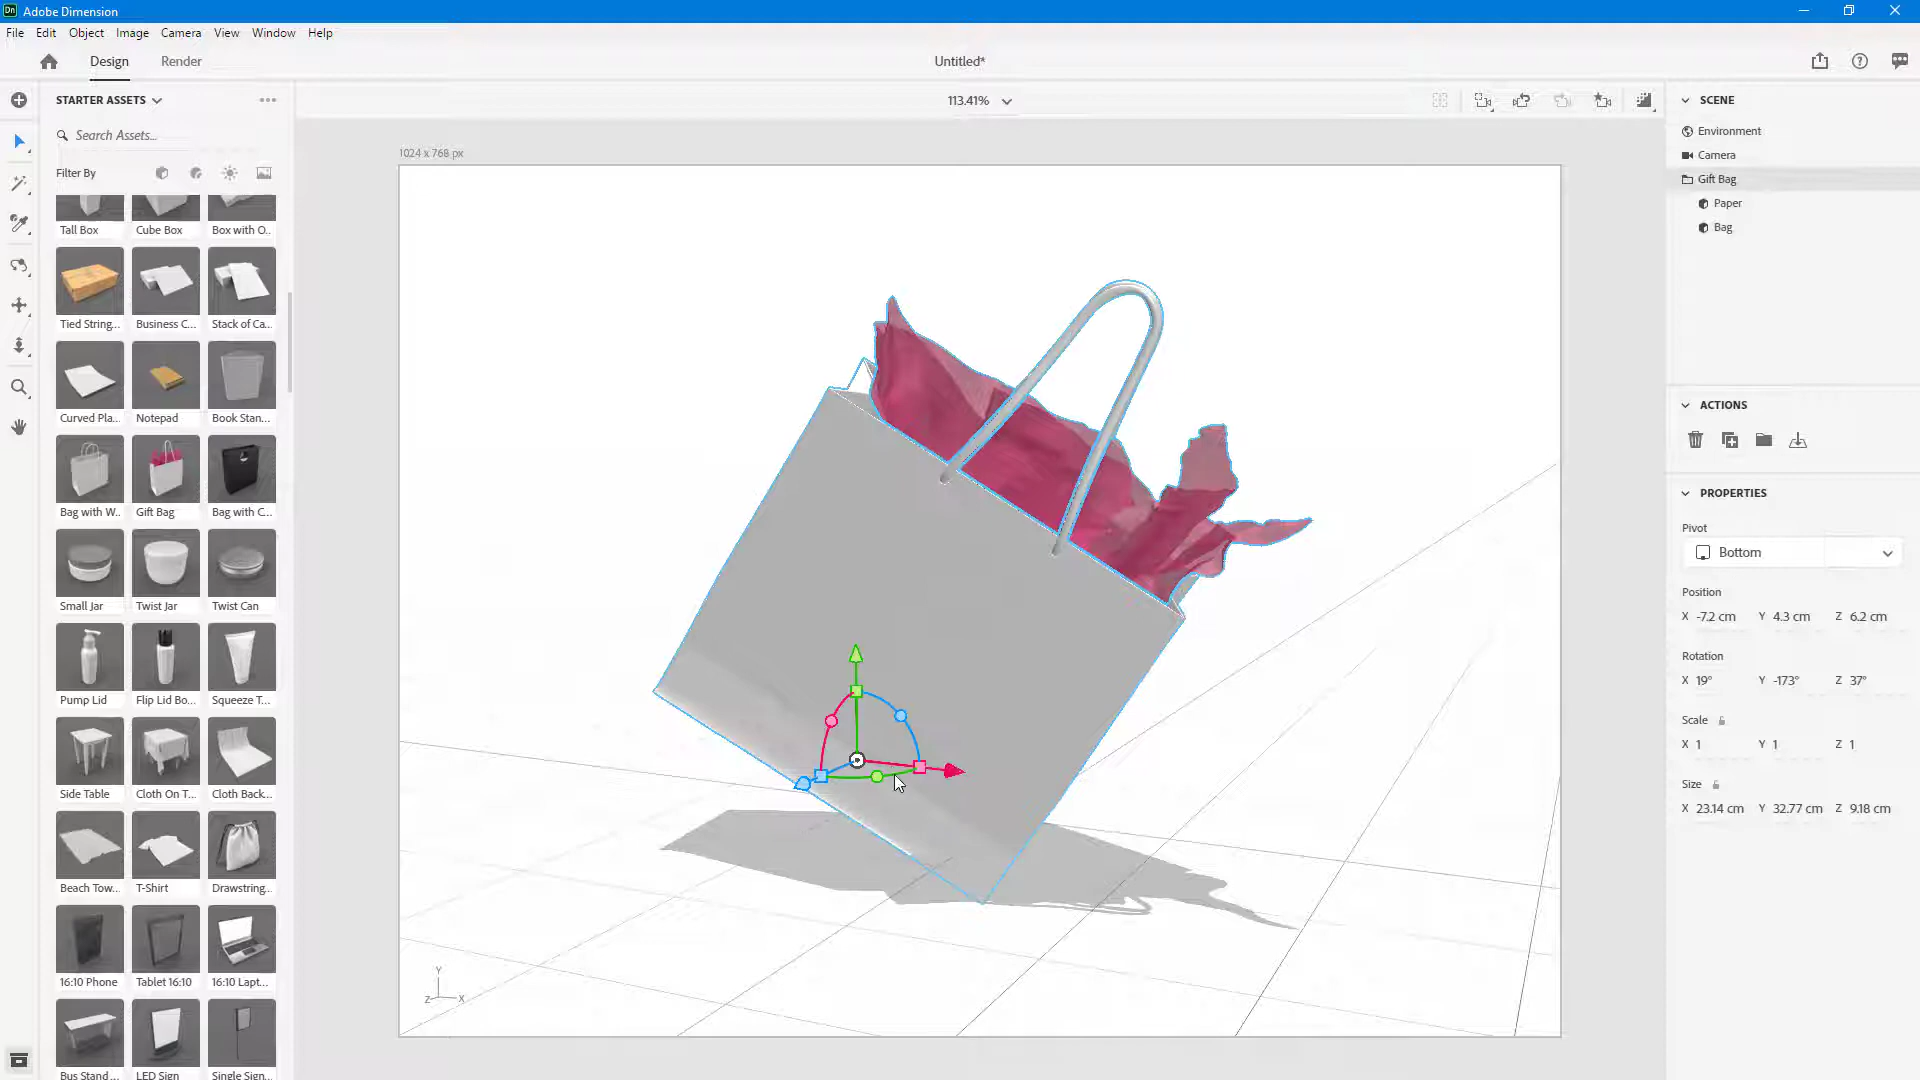 Dn Adobe Dimension
File Edit Object Image Camera View Window Help
Design Render Untitled*
STARTER ASSETS
113.41%
Search Assets...
Filter By
1024 x 768 px
Tall Box Cube Box Box with O..
Tied String... Business C... Stack of Ca...
Curved Pla... Notepad Book Stan...
Bag with W.. Gift Bag Bag with C...
Small Jar Twist Jar Twist Can
Pump Lid Flip Lid Bo... Squeeze T...
Side Table Cloth On T... Cloth Back...
Beach Tow... T-Shirt Drawstring...
16:10 Phone Tablet 16:10 16:10 Lapt...
Bus Stand ... LED Sign Single Sign...
Y
Z X
SCENE
Environment
Camera
Gift Bag
Paper
Bag
ACTIONS
PROPERTIES
Pivot
Bottom
Position
X -7.2 cm Y 4.3 cm Z 6.2 cm
Rotation
X 19° Y -173° Z 37°
Scale
X 1 Y 1 Z 1
Size
X 23.14 cm Y 32.77 cm Z 9.18 cm